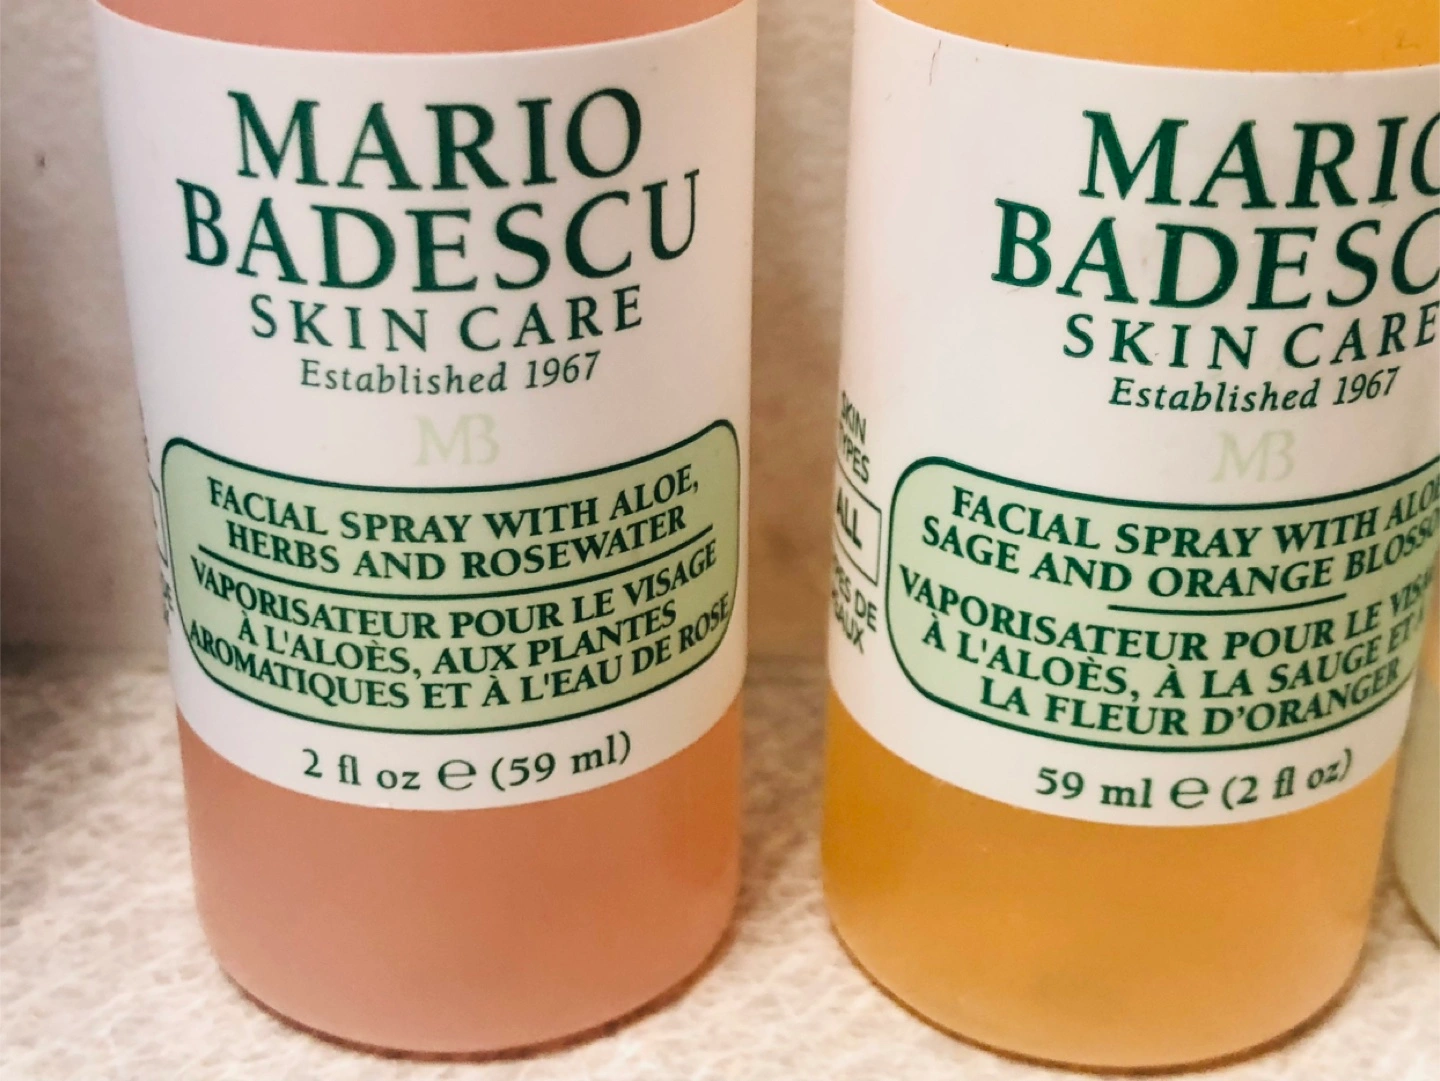 MARIO
BADESCU
SKIN CARE
Established 1967
MB
FACIAL SPRAY WITH ALOE,
HERBS AND ROSEWATER
VAPORISATEUR POUR LE VISAGE
À L'ALOÈS, AUX PLANTES
AROMATIQUES ET À L'EAU DE ROSE
2 fl oz ℮ (59 ml)
SKIN
TYPES
ALL
DE
MARIO
BADESC
SKIN CARE
Established 1967
MB
FACIAL SPRAY WITH ALOE
SAGE AND ORANGE BLOSSO
VAPORISATEUR POUR LE VISA
À L'ALOÈS, À LA SAUGE ET À
LA FLEUR D'ORANGER
59 ml ℮ (2 fl oz)